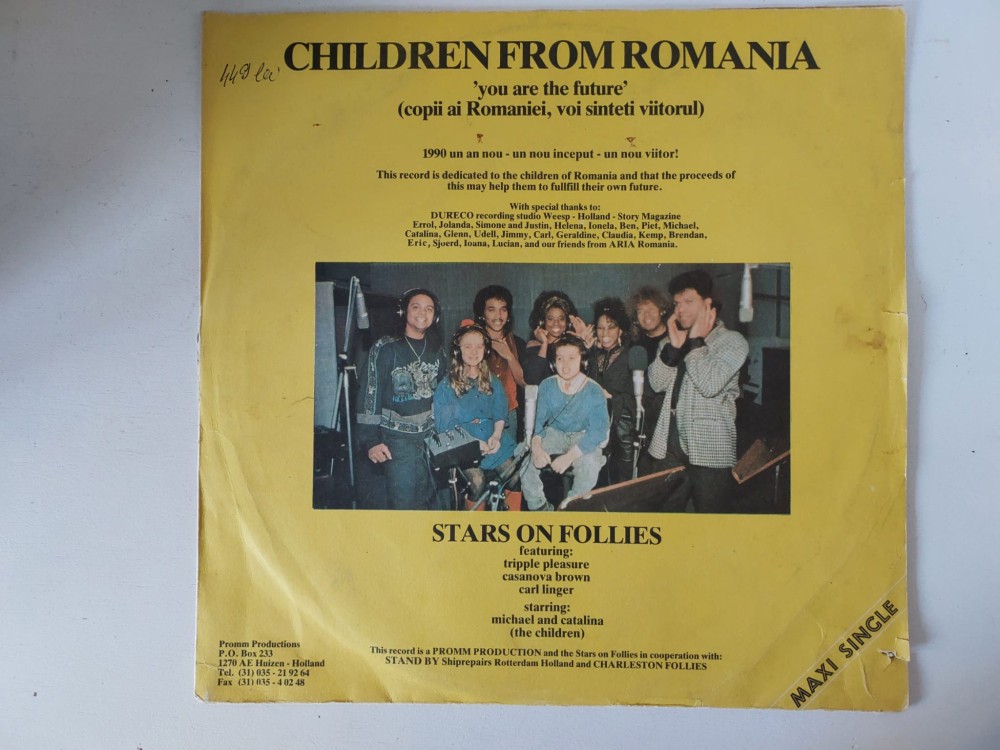 CHILDREN FROM ROMANIA
'you are the future'
(copii ai Romaniei, voi sinteti viitorul)
1990 un an nou - un nou inceput - un nou viitor!
This record is dedicated to the children of Romania and that the proceeds of
this may help them to fullfill their own future.
With special thanks to:
DURECO recording studio Weesp - Holland - Story Magazine
Errol, Jolanda, Simone and Justin, Helena, Ionela, Ben, Piet, Michael,
Catalina, Glenn, Udell, Jimmy, Carl, Geraldine, Claudia, Kemp, Brendan,
Eric, Sjoerd, Ioana, Lucian, and our friends from ARIA Romania.
STARS ON FOLLIES
featuring:
tripple pleasure
casanova brown
carl linger
starring:
michael and catalina
(the children)
This record is a PROMM PRODUCTION and the Stars on Follies in cooperation with:
STAND BY Shiprepairs Rotterdam Holland and CHARLESTON FOLLIES
Promm Productions
P.O. Box 233
1270 AE Huizen - Holland
Tel. (31) 035 - 21 92 64
Fax (31) 035 - 4 02 48
MAXI SINGLE